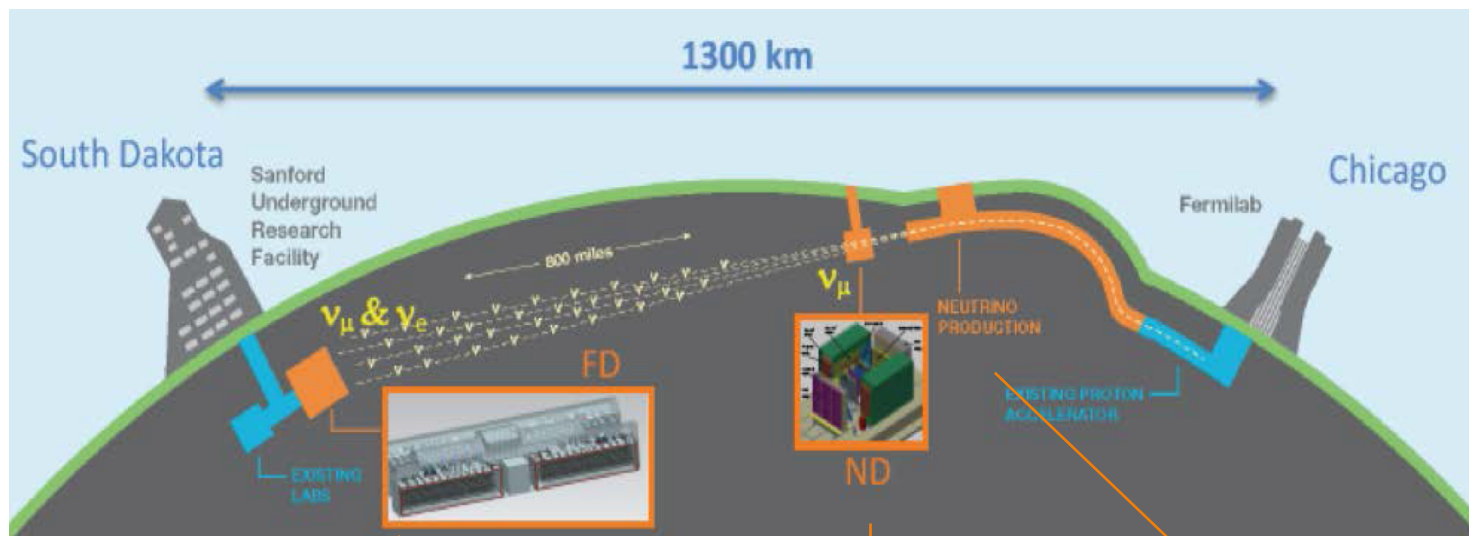 1300 km
South Dakota
Chicago
Sanford
Underground
Research
Facility
Fermilab
800 miles
νμ & νe
νμ
NEUTRINO
PRODUCTION
FD
EXISTING PROTON
ACCELERATOR
ND
EXISTING
LABS